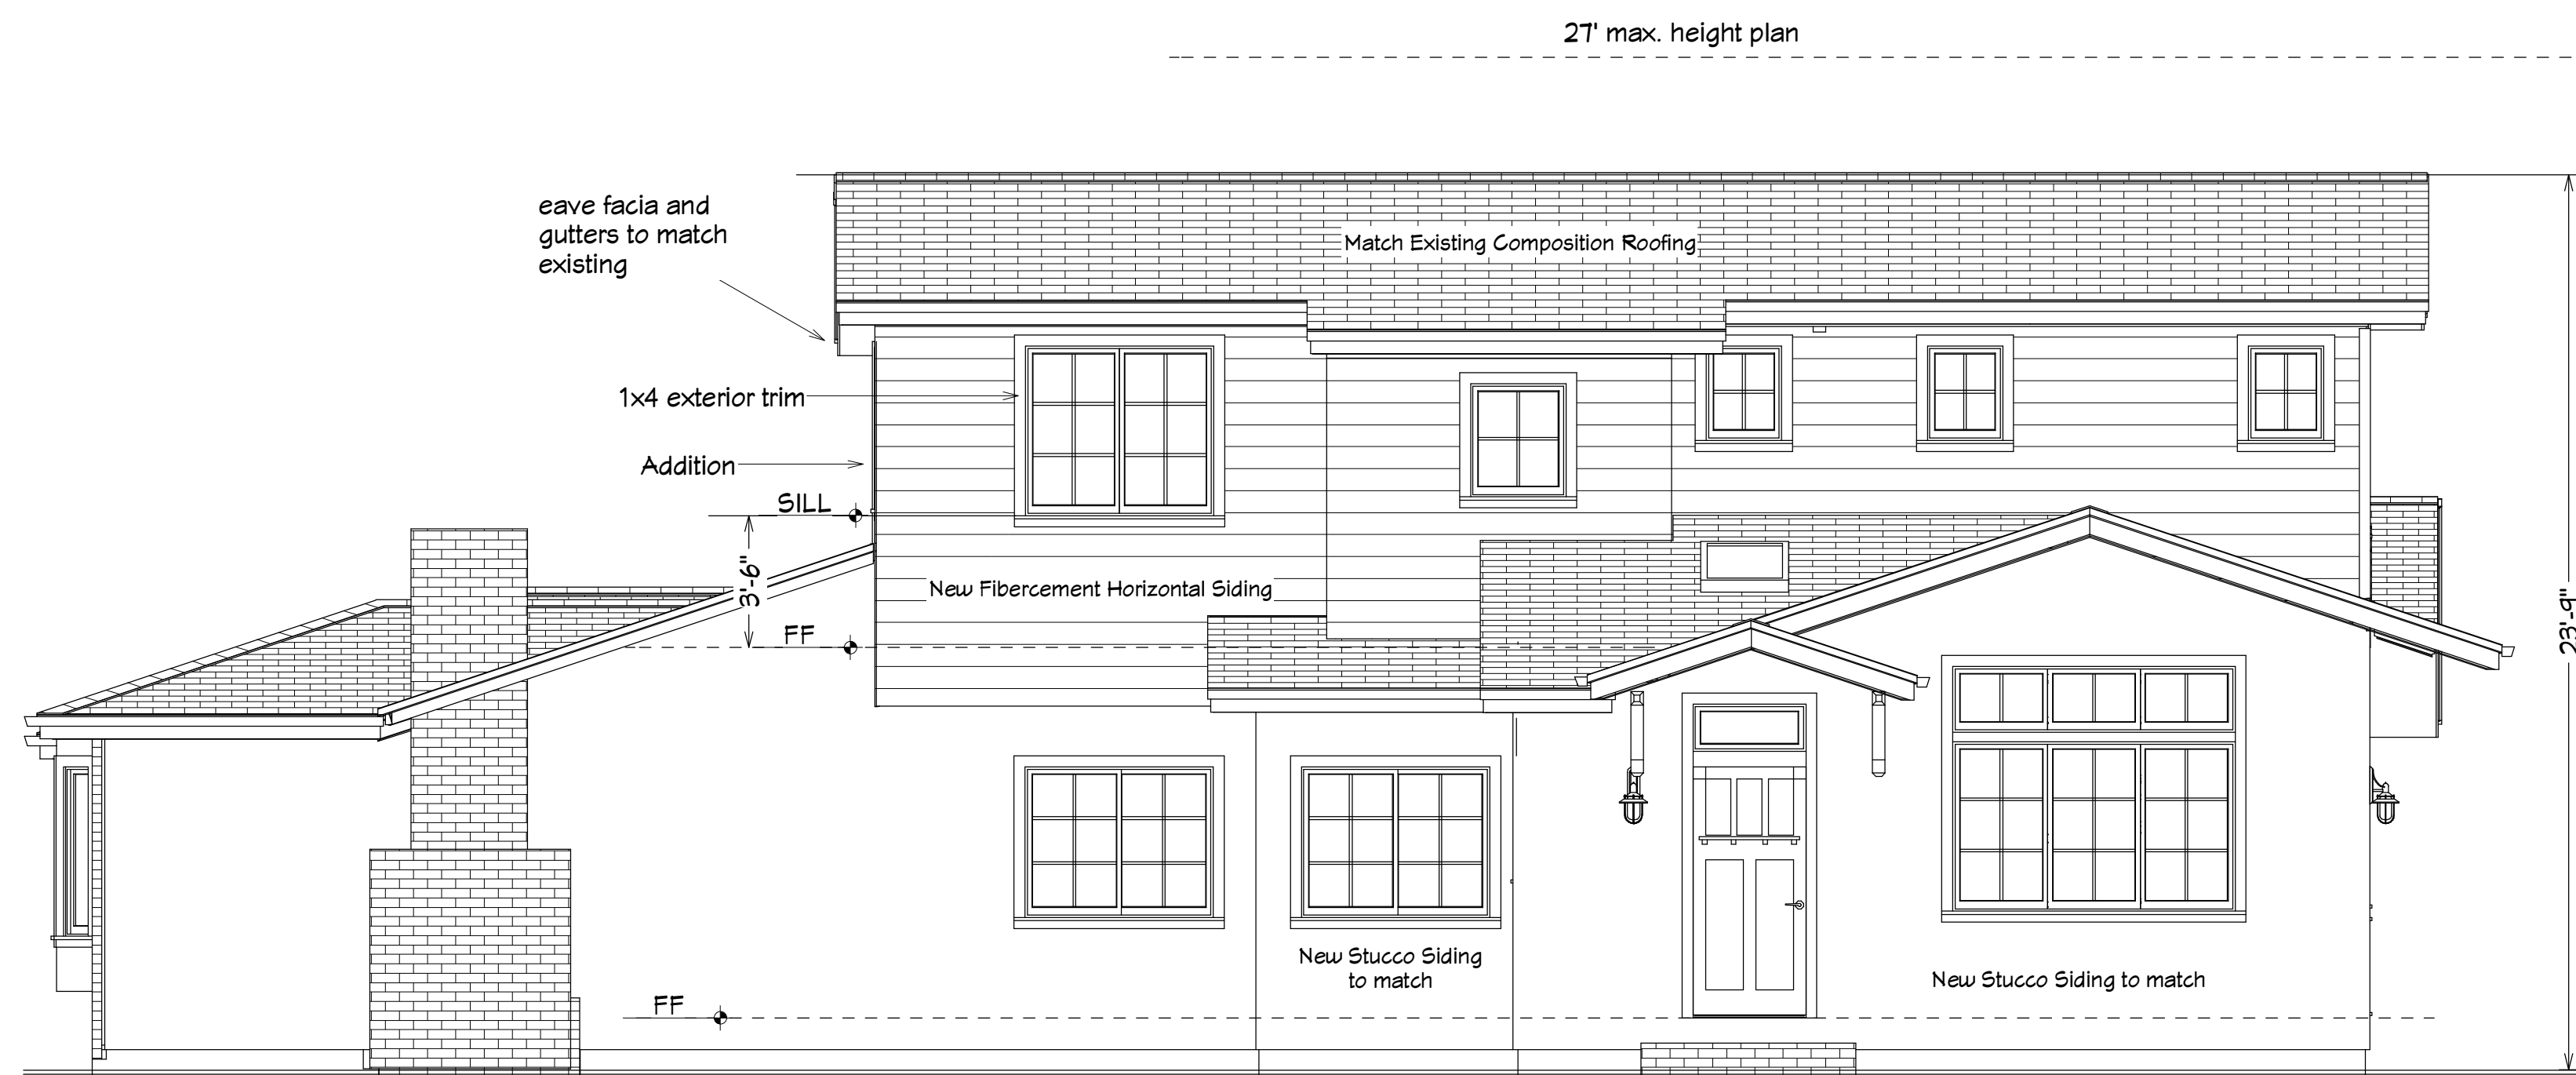 27' max. height plan
eave facia and
gutters to match
existing
Match Existing Composition Roofing
1x4 exterior trim
Addition
SILL
3'-6"
New Fibercement Horizontal Siding
FF
23'-9"
New Stucco Siding
to match
New Stucco Siding to match
FF